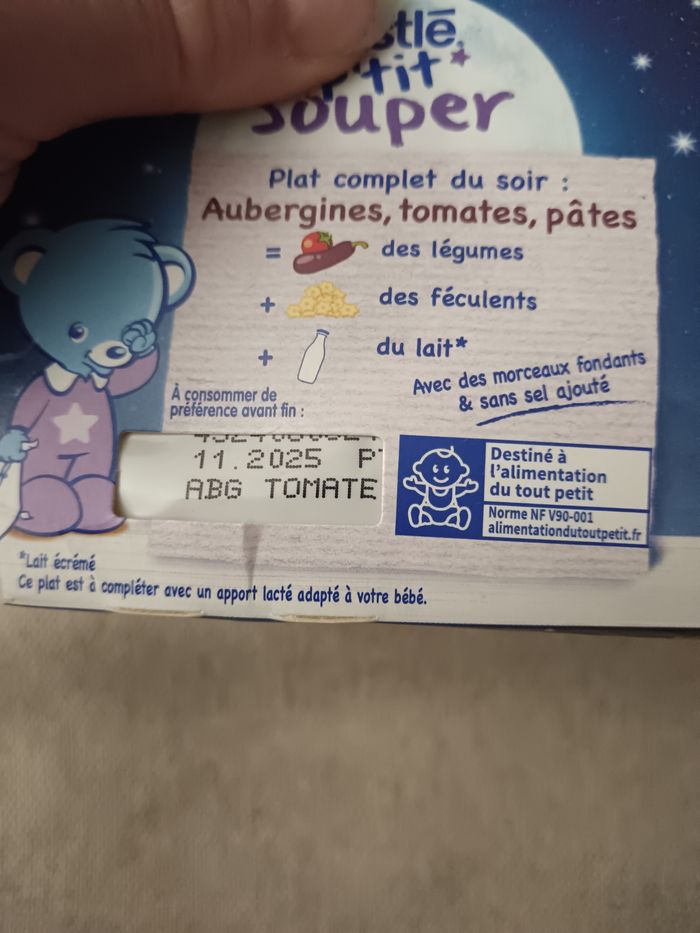 stlé
P'tit
Souper
Plat complet du soir :
Aubergines, tomates, pâtes
= des légumes
+ des féculents
+ du lait*
Avec des morceaux fondants
& sans sel ajouté
À consommer de
préférence avant fin :
11.2025 P
ABG TOMATE
Destiné à
l'alimentation
du tout petit
Norme NF V90-001
alimentationdutoutpetit.fr
*Lait écrémé
Ce plat est à compléter avec un apport lacté adapté à votre bébé.